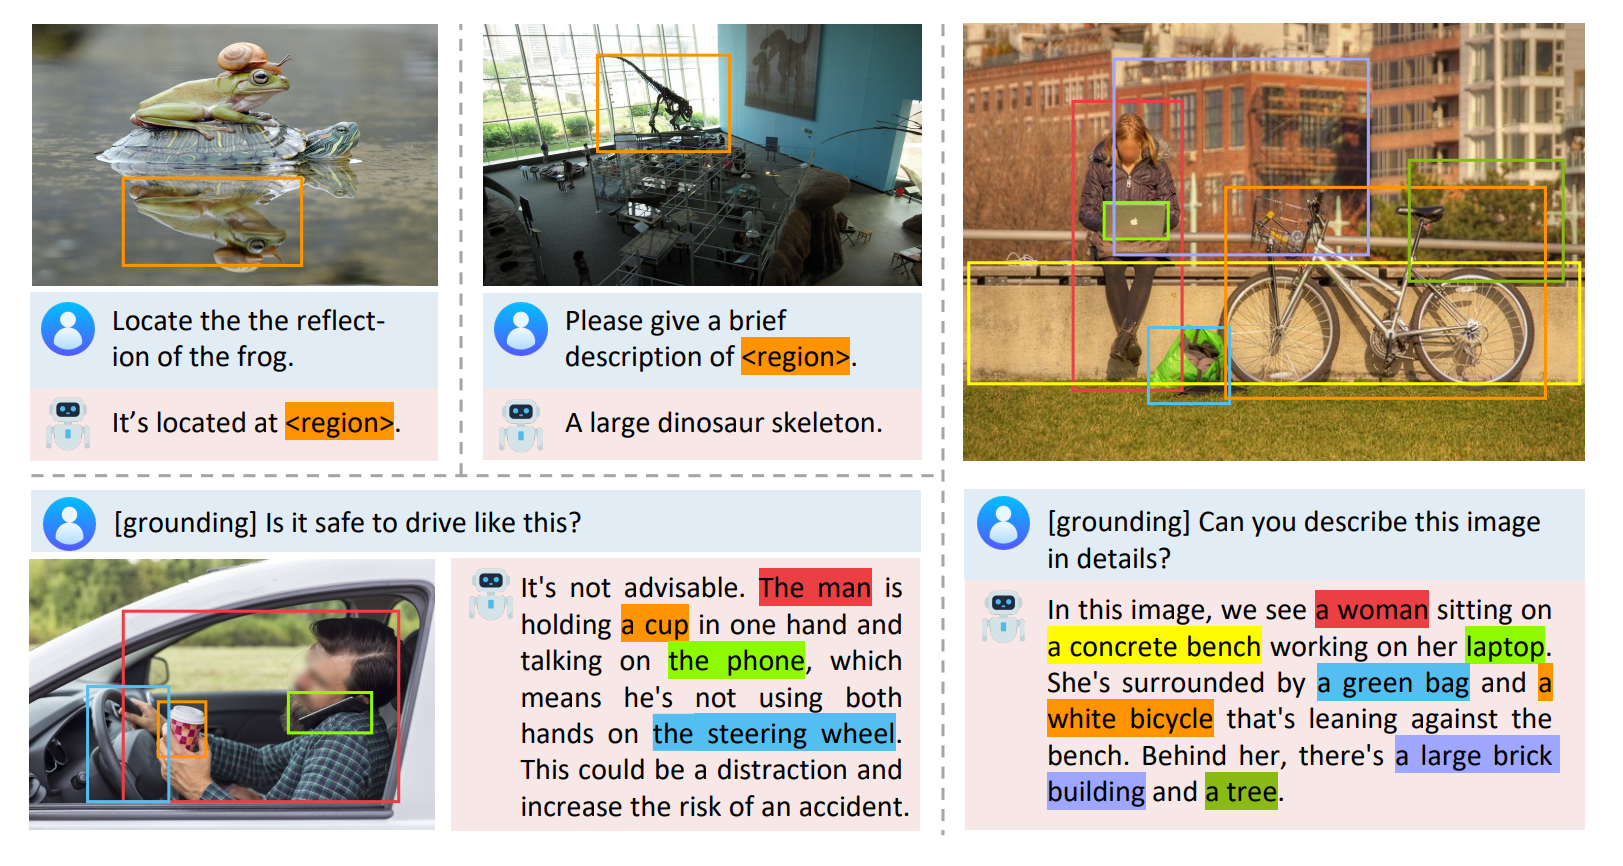 Locate the the reflect-
ion of the frog.
It's located at <region>.
Please give a brief
description of <region>.
A large dinosaur skeleton.
[grounding] Is it safe to drive like this?
It's not advisable. The man is
holding a cup in one hand and
talking on the phone, which
means he's not using both
hands on the steering wheel.
This could be a distraction and
increase the risk of an accident.
[grounding] Can you describe this image
in details?
In this image, we see a woman sitting on
a concrete bench working on her laptop.
She's surrounded by a green bag and a
white bicycle that's leaning against the
bench. Behind her, there's a large brick
building and a tree.